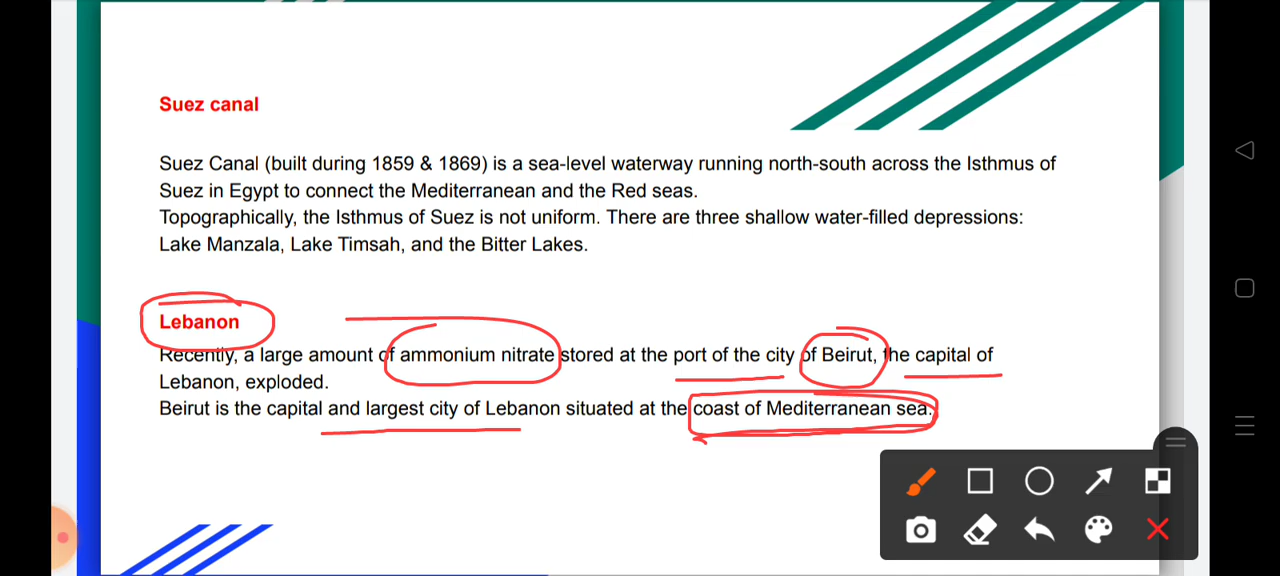 Suez canal
Suez Canal (built during 1859 & 1869) is a sea-level waterway running north-south across the Isthmus of
Suez in Egypt to connect the Mediterranean and the Red seas.
Topographically, the Isthmus of Suez is not uniform. There are three shallow water-filled depressions:
Lake Manzala, Lake Timsah, and the Bitter Lakes.
Lebanon
Recently, a large amount of ammonium nitrate stored at the port of the city of Beirut, the capital of
Lebanon, exploded.
Beirut is the capital and largest city of Lebanon situated at the coast of Mediterranean sea.